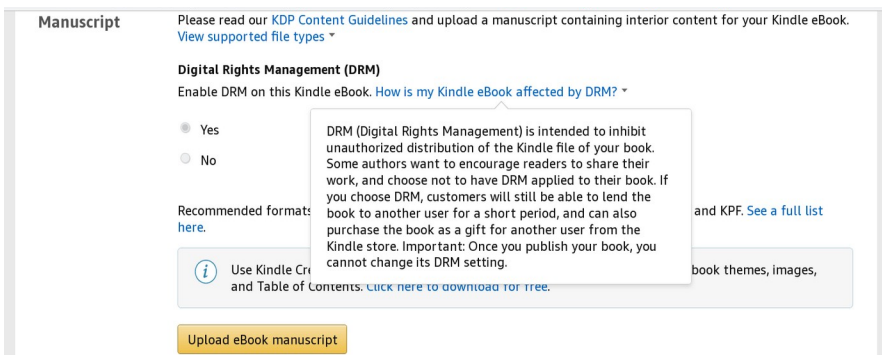 Manuscript
Please read our KDP Content Guidelines and upload a manuscript containing interior content for your Kindle eBook.
View supported file types
Digital Rights Management (DRM)
Enable DRM on this Kindle eBook. How is my Kindle eBook affected by DRM?
Yes
No
DRM (Digital Rights Management) is intended to inhibit
unauthorized distribution of the Kindle file of your book.
Some authors want to encourage readers to share their
work, and choose not to have DRM applied to their book. If
you choose DRM, customers will still be able to lend the
book to another user for a short period, and can also
purchase the book as a gift for another user from the
Kindle store. Important: Once you publish your book, you
cannot change its DRM setting.
Recommended formats and KPF. See a full list
here.
i
Use Kindle Cre book themes, images,
and Table of Contents. Click here to download for free.
Upload eBook manuscript